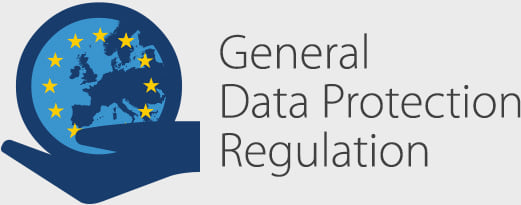 General
Data Protection
Regulation